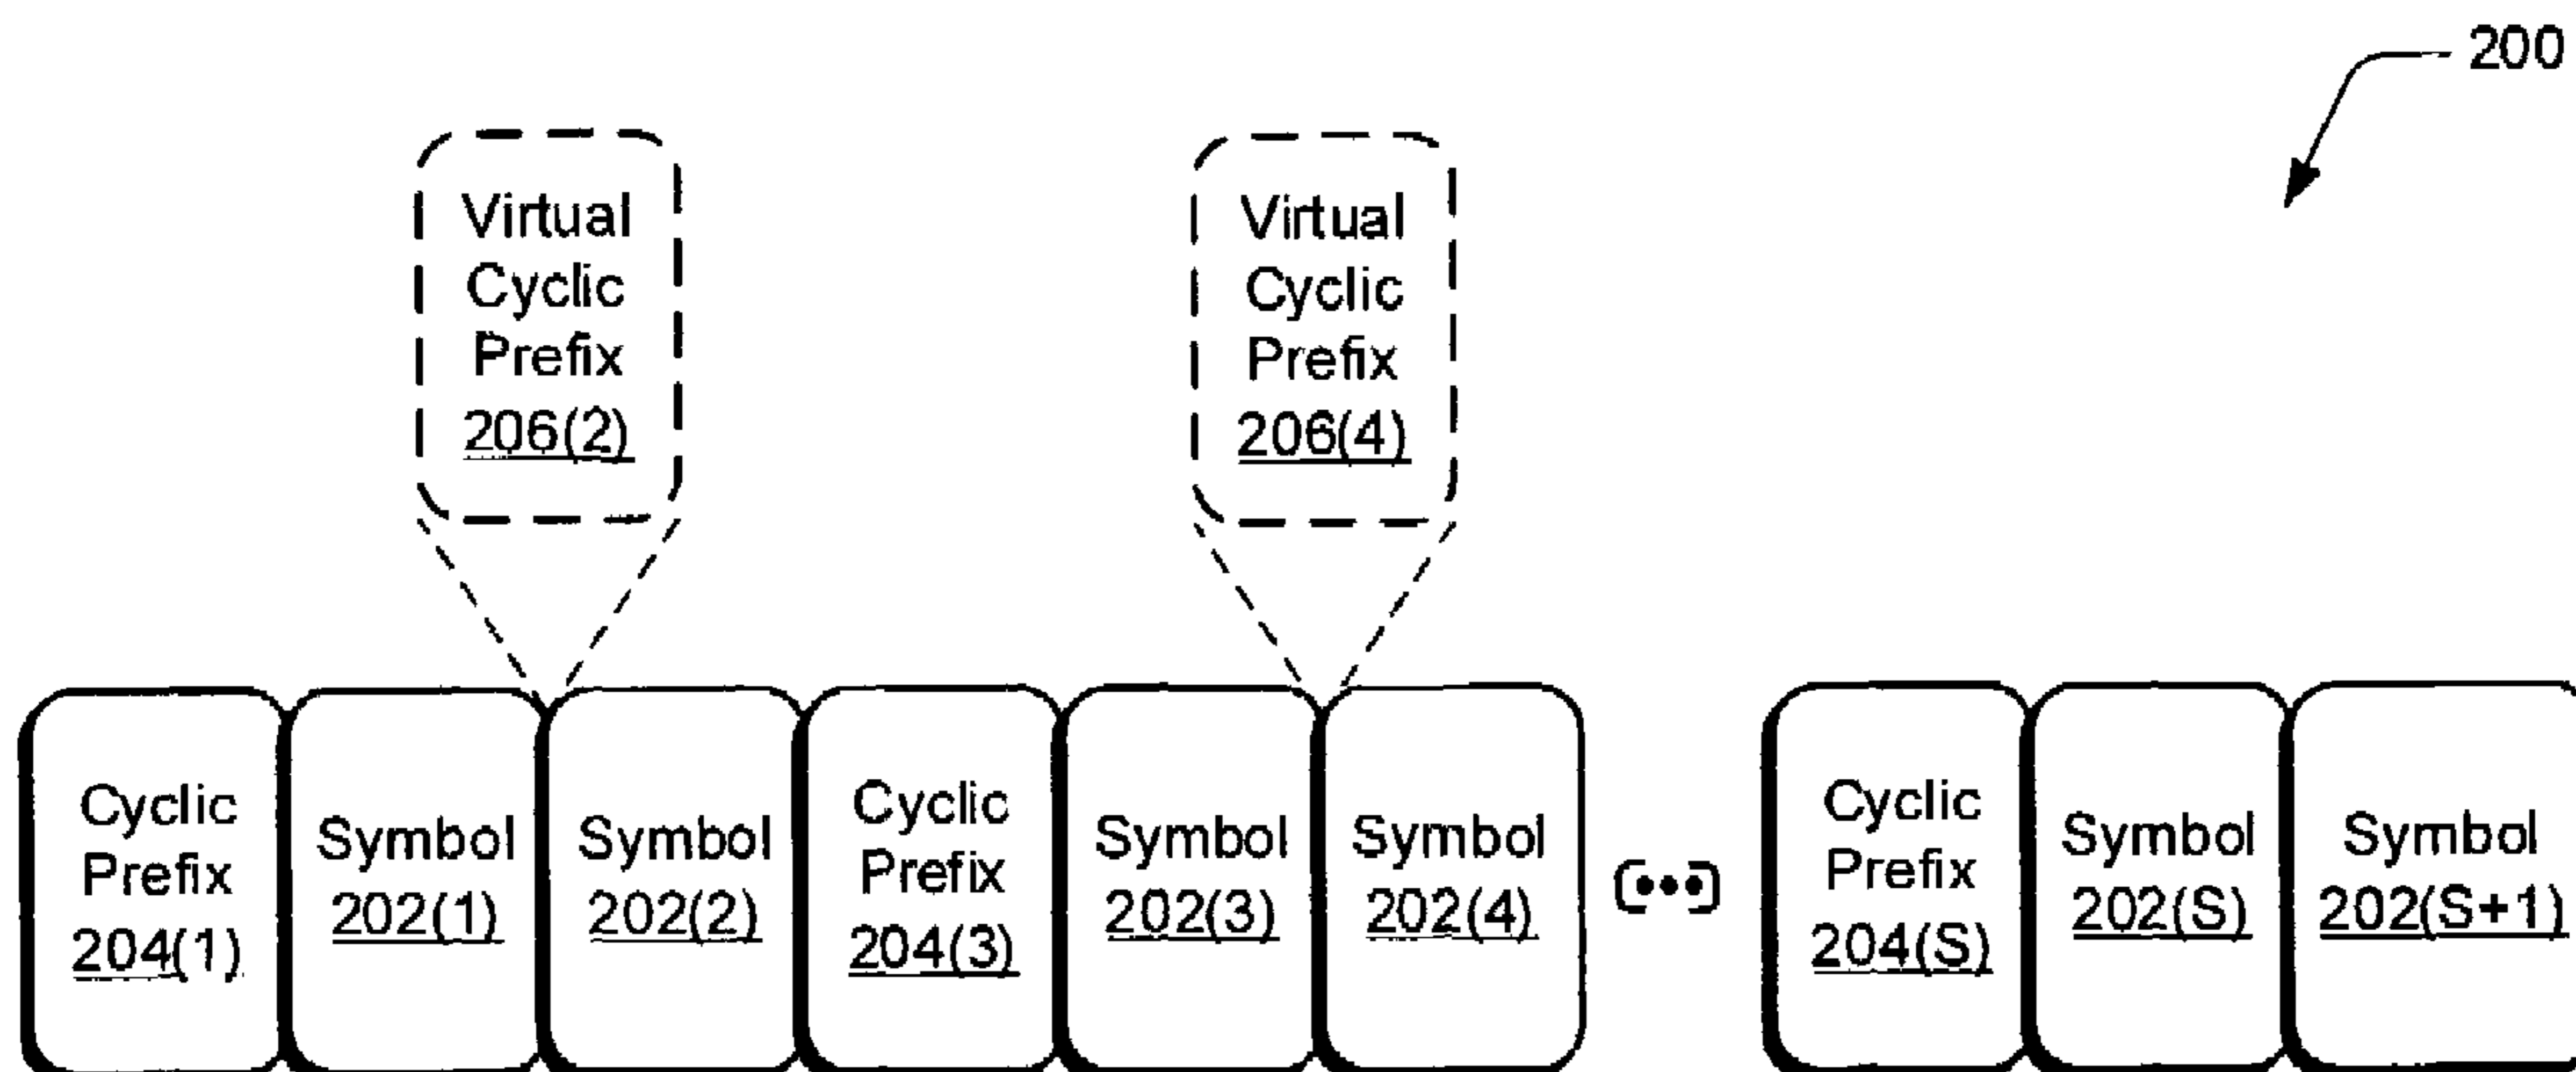 200
Virtual
Cyclic
Prefix
206(2)
Virtual
Cyclic
Prefix
206(4)
Cyclic
Prefix
204(1)
Symbol
202(1)
Symbol
202(2)
Cyclic
Prefix
204(3)
Symbol
202(3)
Symbol
202(4)
Cyclic
Prefix
204(S)
Symbol
202(S)
Symbol
202(S+1)